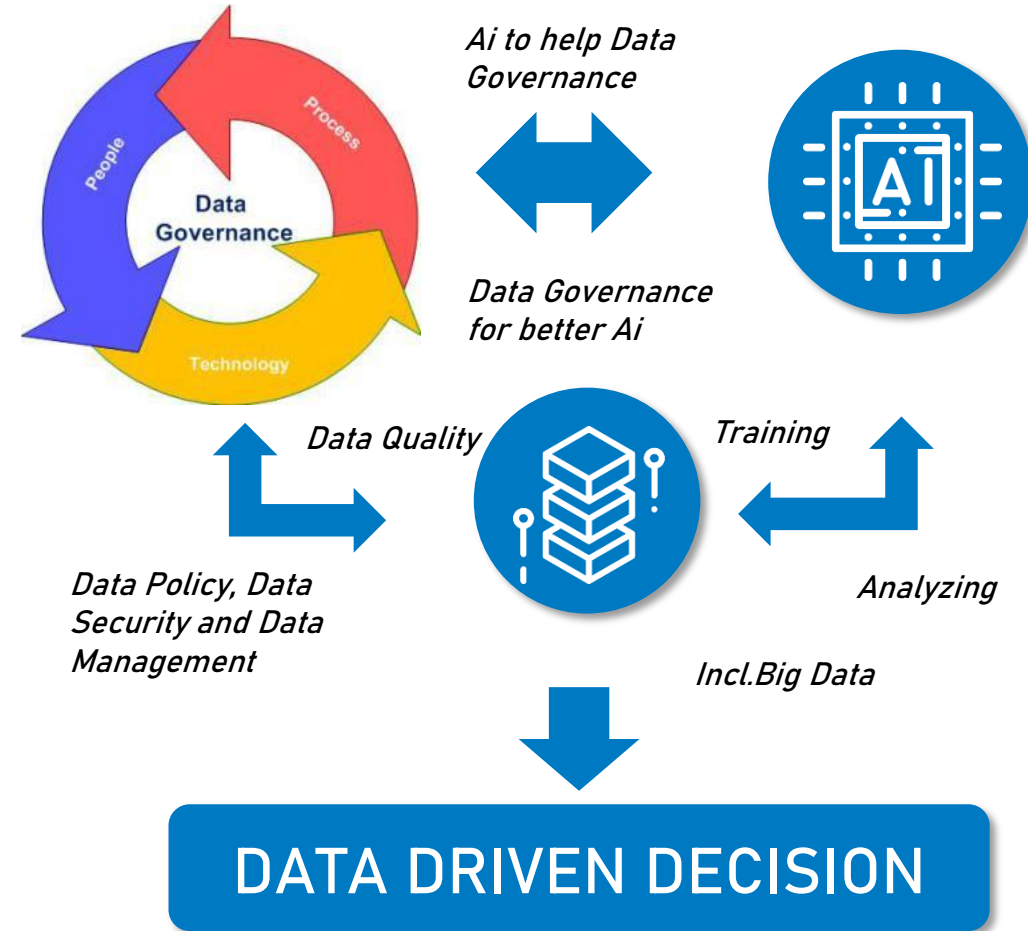 Ai to help Data
Governance
Process
People
AI
Data
Governance
Data Governance
for better Ai
Technology
Data Quality
Training
Data Policy, Data
Security and Data
Management
Analyzing
Incl.Big Data
DATA DRIVEN DECISION